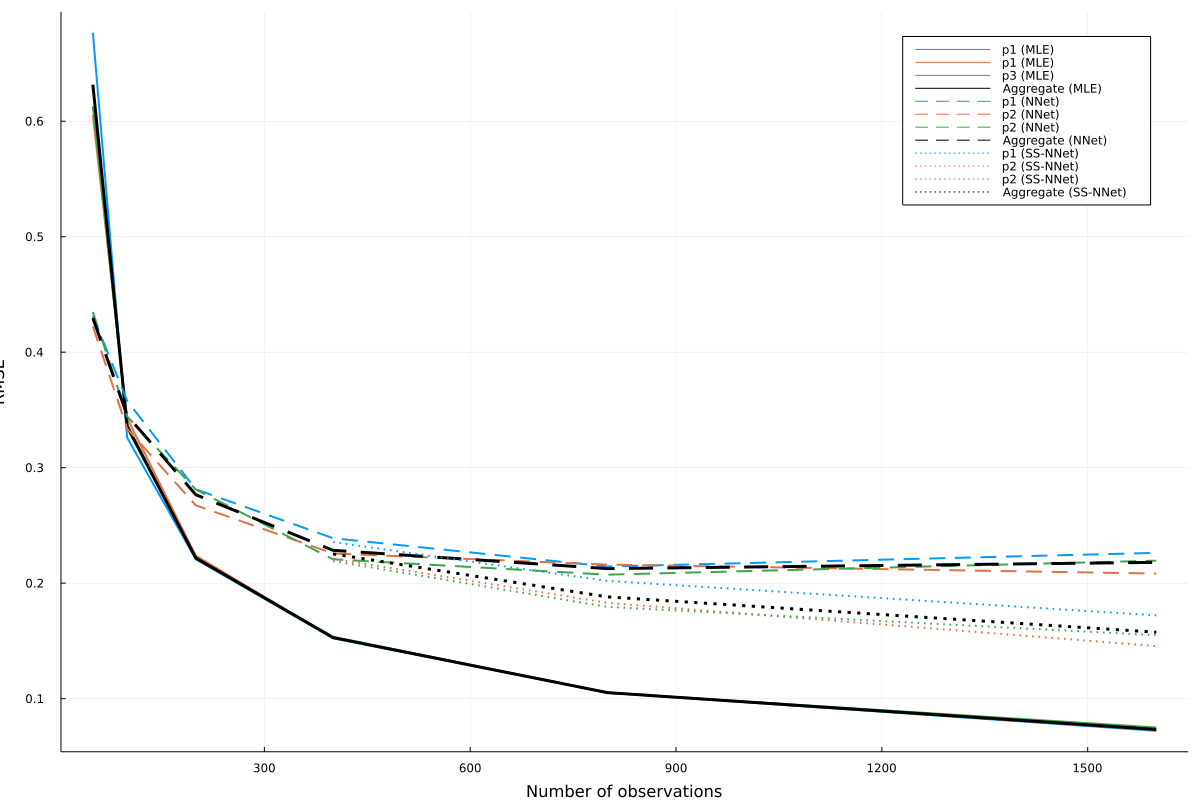 p1 (MLE)
p1 (MLE)
p3 (MLE)
Aggregate (MLE)
p1 (NNet)
p2 (NNet)
p2 (NNet)
Aggregate (NNet)
p1 (SS-NNet)
p2 (SS-NNet)
p2 (SS-NNet)
Aggregate (SS-NNet)
0.6
0.5
0.4
0.3
0.2
0.1
RMSE
300 600 900 1200 1500
Number of observations